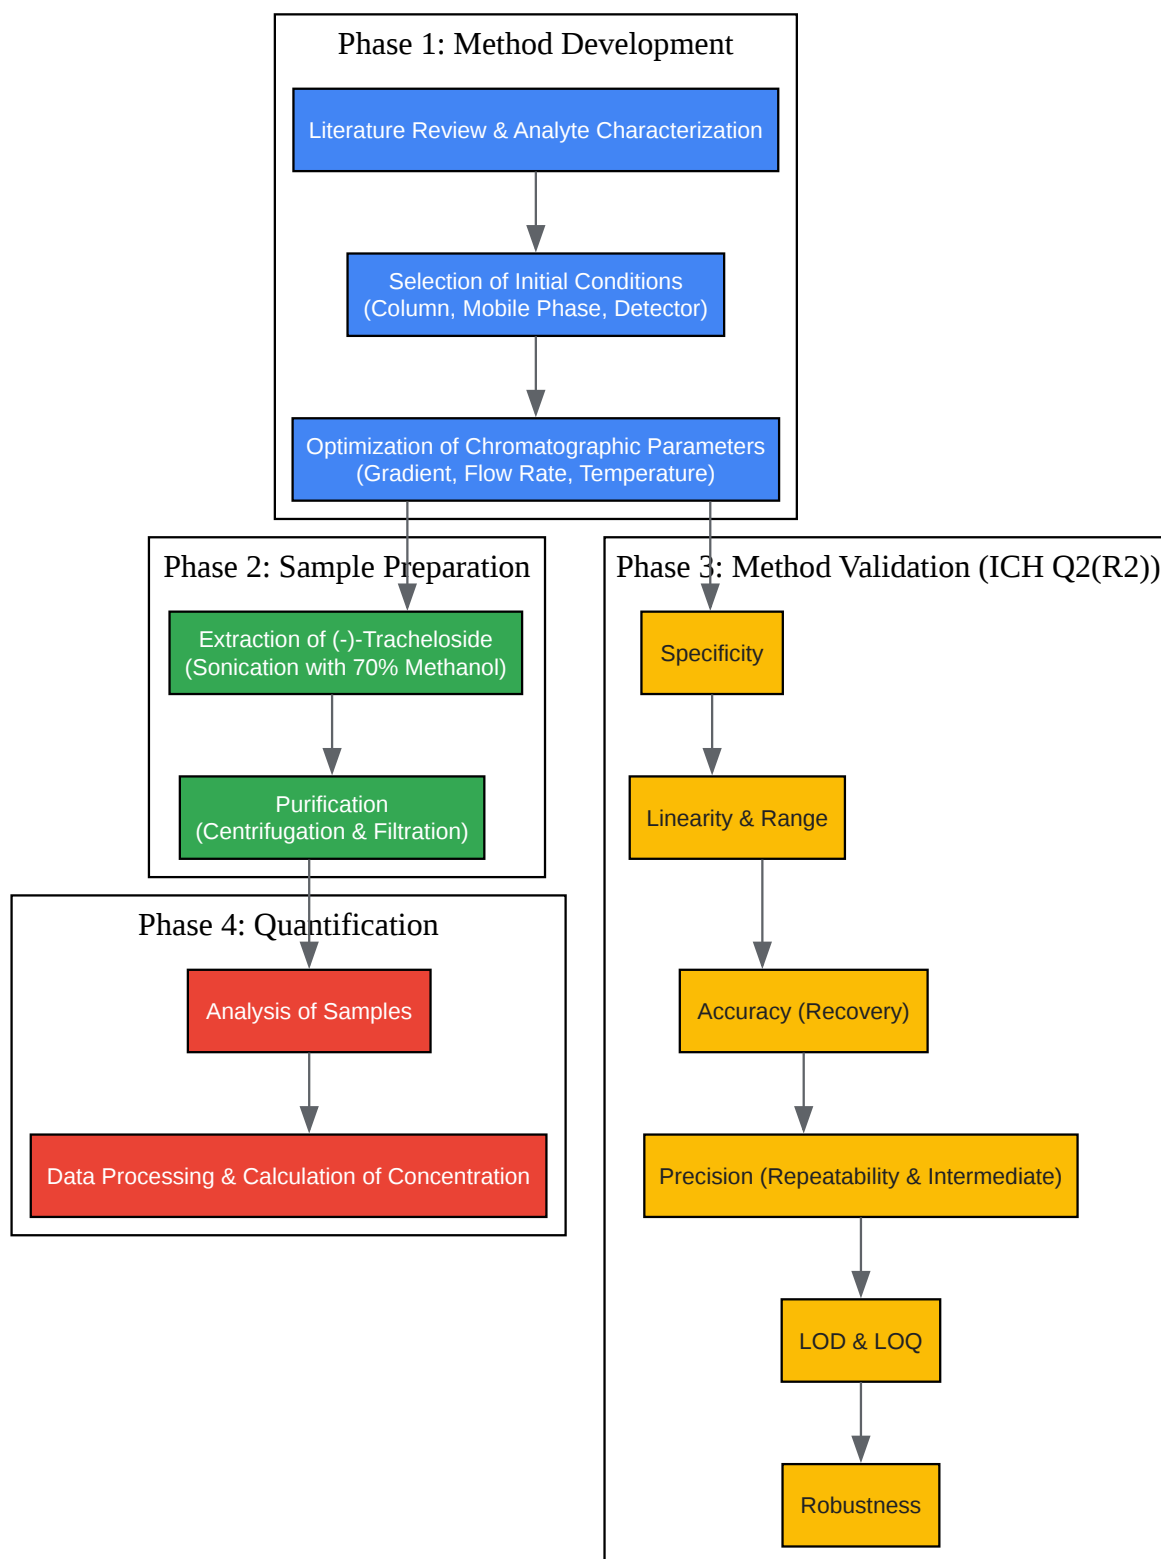 Phase 1: Method Development
Literature Review & Analyte Characterization
Selection of Initial Conditions
(Column, Mobile Phase, Detector)
Optimization of Chromatographic Parameters
(Gradient, Flow Rate, Temperature)
Phase 2: Sample Preparation
Extraction of (-)-Tracheloside
(Sonication with 70% Methanol)
Purification
(Centrifugation & Filtration)
Phase 4: Quantification
Analysis of Samples
Data Processing & Calculation of Concentration
Phase 3: Method Validation (ICH Q2(R2))
Specificity
Linearity & Range
Accuracy (Recovery)
Precision (Repeatability & Intermediate)
LOD & LOQ
Robustness